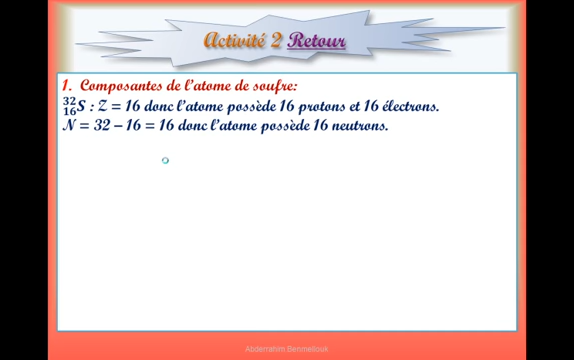 Activité 2 Retour
1. Composantes de l'atome de soufre:
³²₁₆S : Z = 16 donc l'atome possède 16 protons et 16 électrons.
N = 32 – 16 = 16 donc l'atome possède 16 neutrons.
Abderrahim Benmellouk